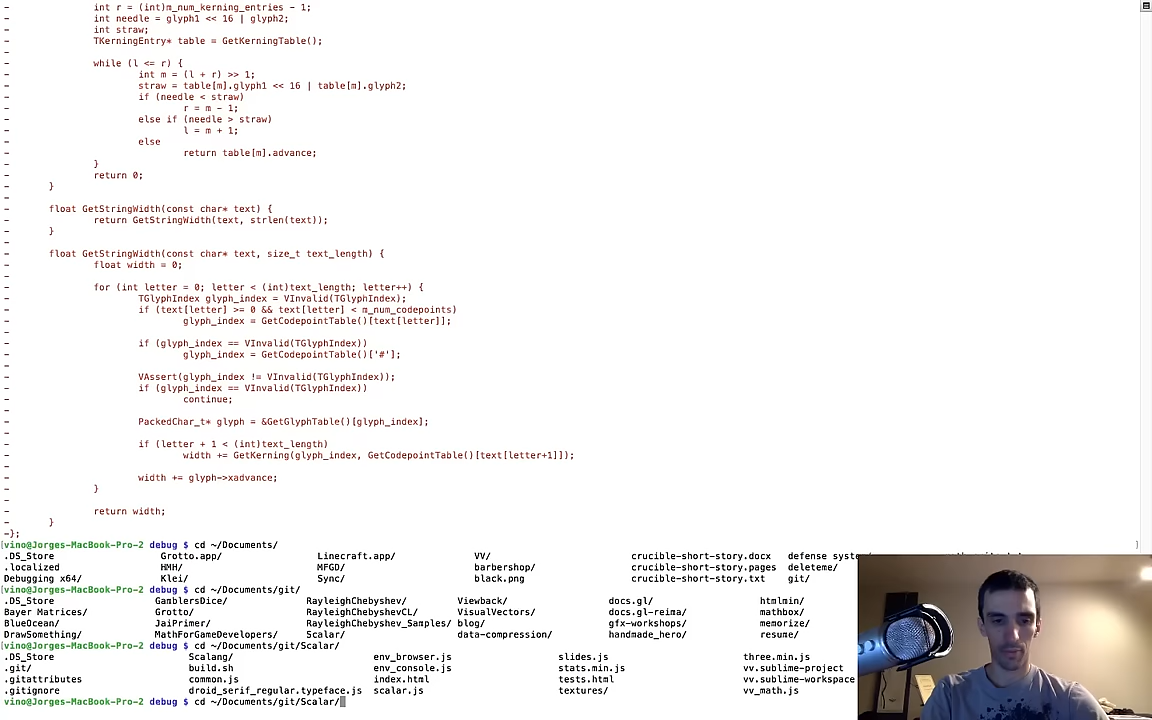 -               int r = (int)m_num_kerning_entries - 1;
-               int needle = glyph1 << 16 | glyph2;
-               int straw;
-               TKerningEntry* table = GetKerningTable();
-
-               while (l <= r) {
-                       int m = (l + r) >> 1;
-                       straw = table[m].glyph1 << 16 | table[m].glyph2;
-                       if (needle < straw)
-                               r = m - 1;
-                       else if (needle > straw)
-                               l = m + 1;
-                       else
-                               return table[m].advance;
-               }
-               return 0;
-       }
-
-       float GetStringWidth(const char* text) {
-               return GetStringWidth(text, strlen(text));
-       }
-
-       float GetStringWidth(const char* text, size_t text_length) {
-               float width = 0;
-
-               for (int letter = 0; letter < (int)text_length; letter++) {
-                       TGlyphIndex glyph_index = VInvalid(TGlyphIndex);
-                       if (text[letter] >= 0 && text[letter] < m_num_codepoints)
-                               glyph_index = GetCodepointTable()[text[letter]];
-
-                       if (glyph_index == VInvalid(TGlyphIndex))
-                               glyph_index = GetCodepointTable()['#'];
-
-                       VAssert(glyph_index != VInvalid(TGlyphIndex));
-                       if (glyph_index == VInvalid(TGlyphIndex))
-                               continue;
-
-                       PackedChar_t* glyph = &GetGlyphTable()[glyph_index];
-
-                       if (letter + 1 < (int)text_length)
-                               width += GetKerning(glyph_index, GetCodepointTable()[text[letter+1]]);
-
-                       width += glyph->xadvance;
-               }
-
-               return width;
-       }
-};
[vino@Jorges-MacBook-Pro-2 debug $ cd ~/Documents/ ]
.DS_Store Grotto.app/ Linecraft.app/ VV/ crucible-short-story.docx defense
.localized HMH/ MFGD/ barbershop/ crucible-short-story.pages deleteme/
Debugging x64/ Klei/ Sync/ black.png crucible-short-story.txt git/
vino@Jorges-MacBook-Pro-2 debug $ cd ~/Documents/git/
.DS_Store GamblersDice/ RayleighChebyshev/ Viewback/ docs.gl/ htmlmin/
Bayer Matrices/ Grotto/ RayleighChebyshevCL/ VisualVectors/ docs.gl-reima/ mathbox/
BlueOcean/ JaiPrimer/ RayleighChebyshev_Samples/ blog/ gfx-workshops/ memorize/
DrawSomething/ MathForGameDevelopers/ Scalar/ data-compression/ handmade_hero/ resume/
vino@Jorges-MacBook-Pro-2 debug $ cd ~/Documents/git/Scalar/
.DS_Store Scalang/ env_browser.js slides.js three.min.js
.git/ build.sh env_console.js stats.min.js vv.sublime-project
.gitattributes common.js index.html tests.html vv.sublime-workspace
.gitignore droid_serif_regular.typeface.js scalar.js textures/ vv_math.js
vino@Jorges-MacBook-Pro-2 debug $ cd ~/Documents/git/Scalar/